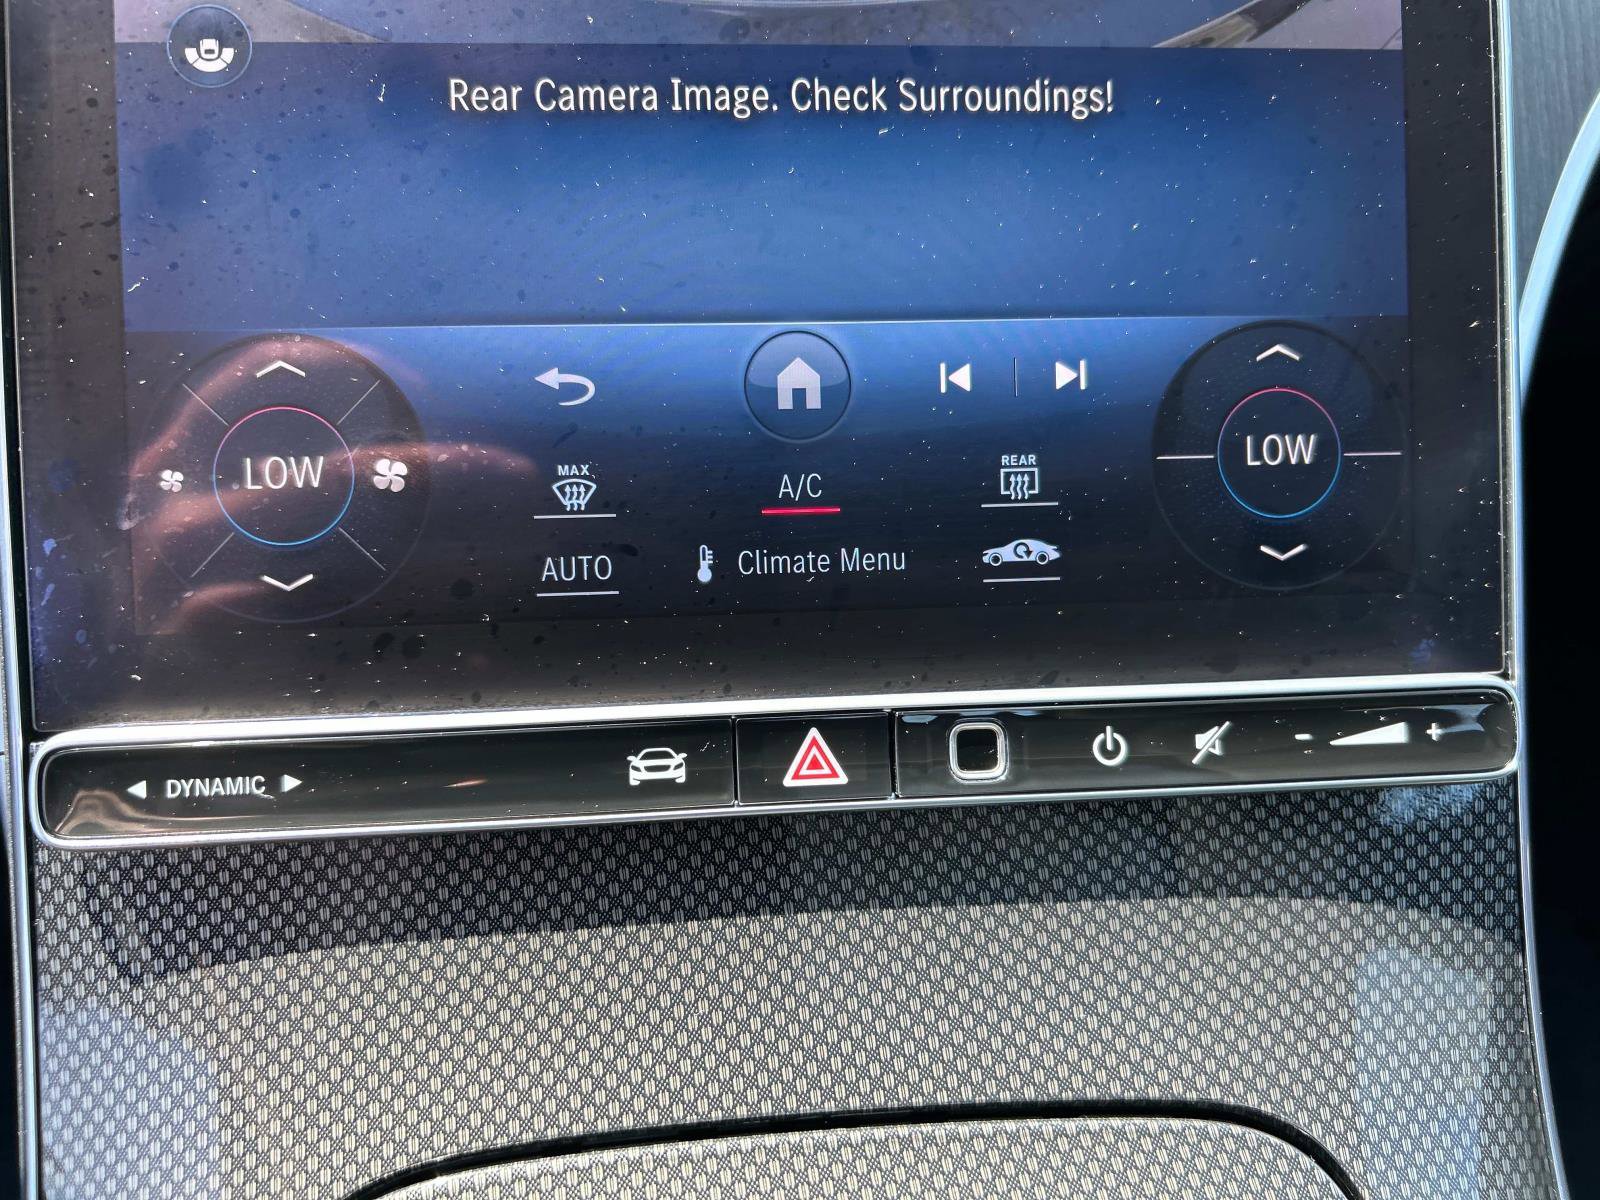 Rear Camera Image. Check Surroundings!
LOW
MAX
A/C
REAR
LOW
AUTO
Climate Menu
DYNAMIC
- +